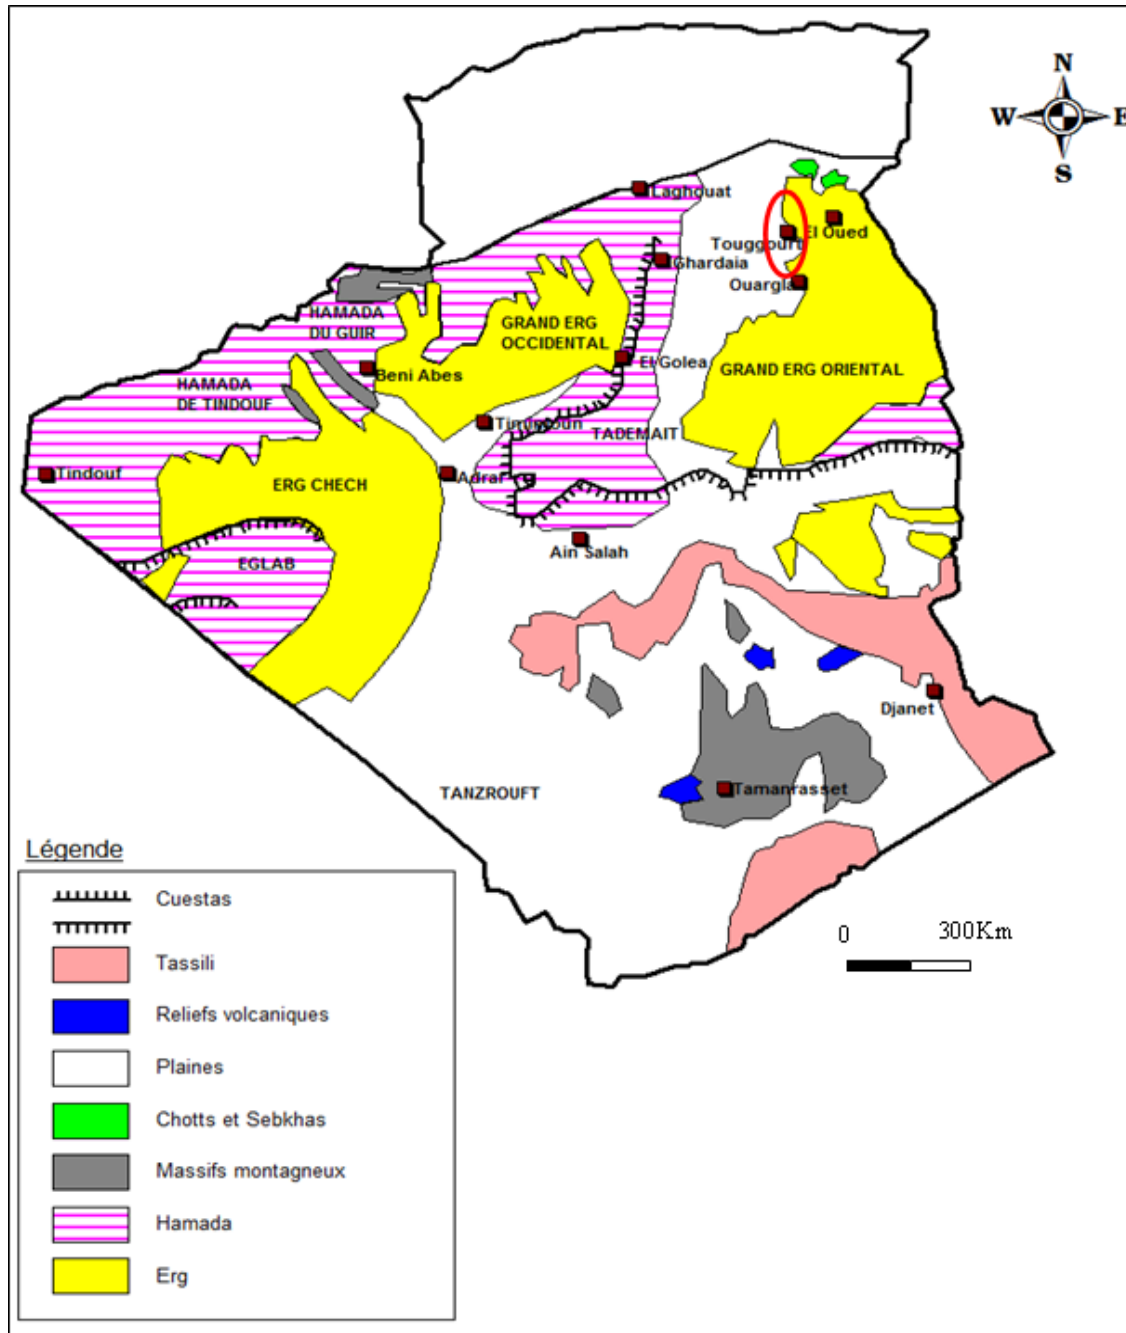 N
W E
S
Laghouat
El Oued
Touggourt
Ghardaia
Ouargla
HAMADA
DU GUIR
GRAND ERG
OCCIDENTAL
El Golea
GRAND ERG ORIENTAL
Beni Abes
HAMADA
DE TINDOUF
Timimoun
TADEMAIT
Tindouf
ERG CHECH
Adrar
Ain Salah
EGLAB
Djanet
TANZROUFT
Tamanrasset
0 300Km
Légende
Cuestas
Tassili
Reliefs volcaniques
Plaines
Chotts et Sebkhas
Massifs montagneux
Hamada
Erg